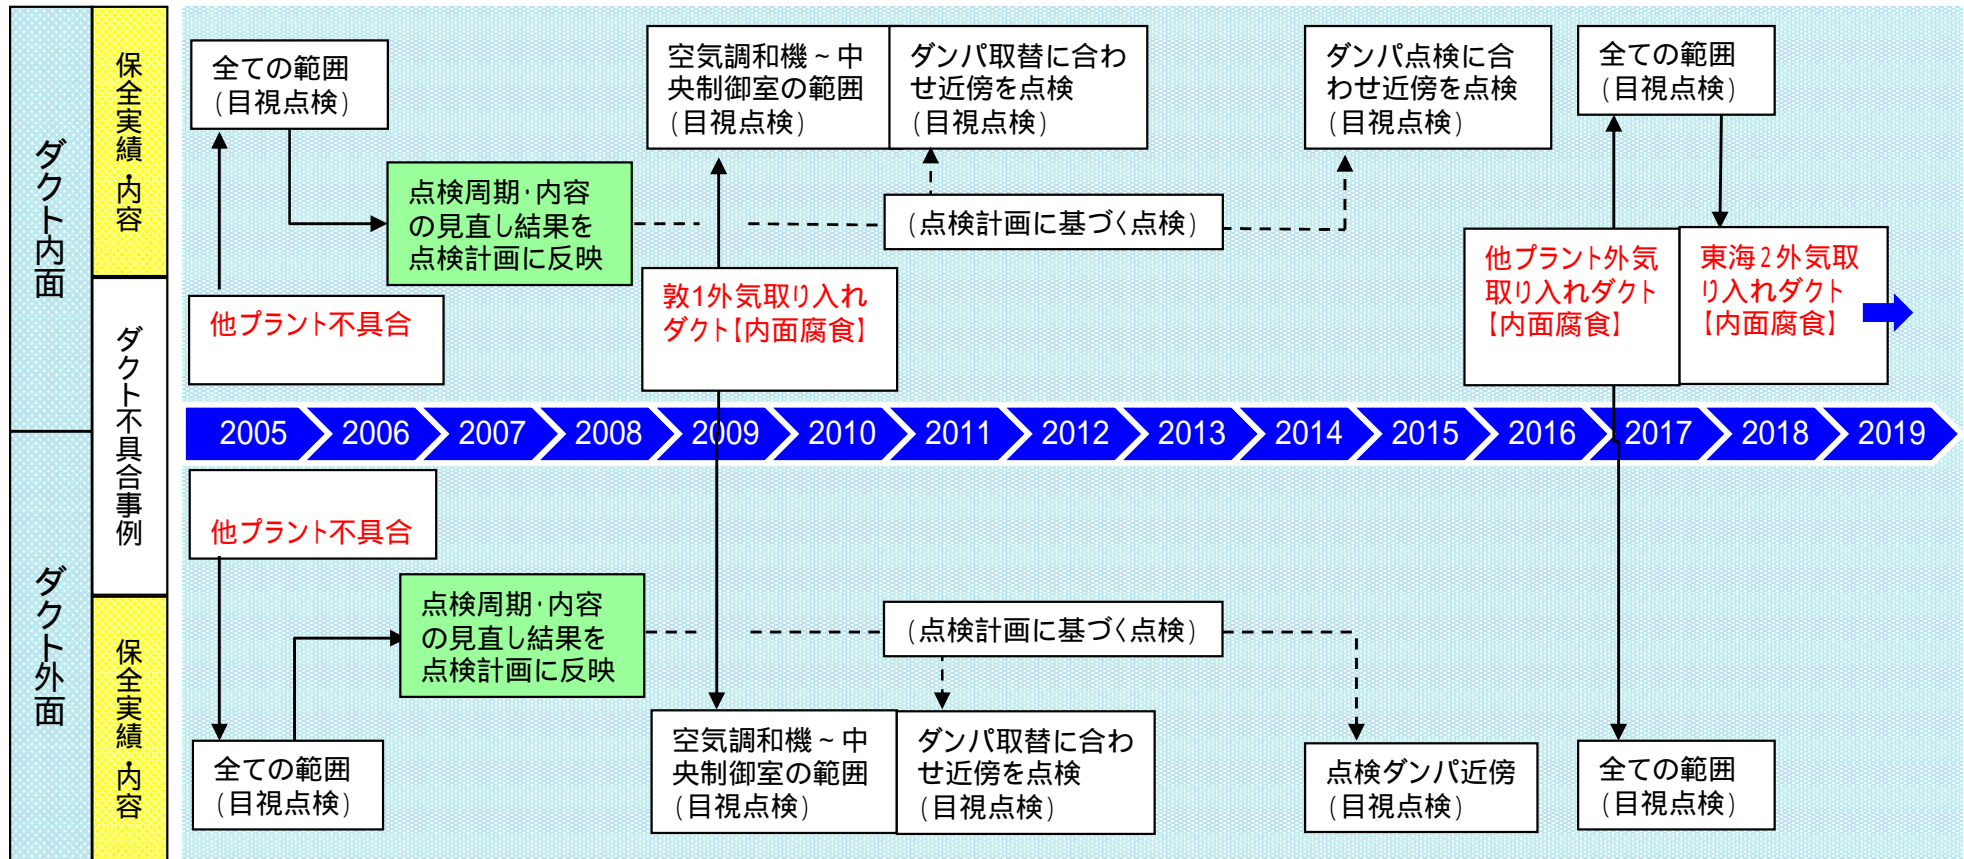 ダクト内面
保全実績・内容
全ての範囲
(目視点検)
点検周期・内容
の見直し結果を
点検計画に反映
他プラント不具合
空気調和機～中
央制御室の範囲
(目視点検)
ダンパ取替に合わ
せ近傍を点検
(目視点検)
(点検計画に基づく点検)
敦1外気取り入れ
ダクト【内面腐食】
ダンパ点検に合
わせ近傍を点検
(目視点検)
全ての範囲
(目視点検)
他プラント外気
取り入れダクト
【内面腐食】
東海2外気取
り入れダクト
【内面腐食】
ダクト不具合事例
2005
2006
2007
2008
2009
2010
2011
2012
2013
2014
2015
2016
2017
2018
2019
ダクト外面
保全実績・内容
他プラント不具合
点検周期・内容
の見直し結果を
点検計画に反映
全ての範囲
(目視点検)
(点検計画に基づく点検)
空気調和機～中
央制御室の範囲
(目視点検)
ダンパ取替に合わ
せ近傍を点検
(目視点検)
点検ダンパ近傍
(目視点検)
全ての範囲
(目視点検)